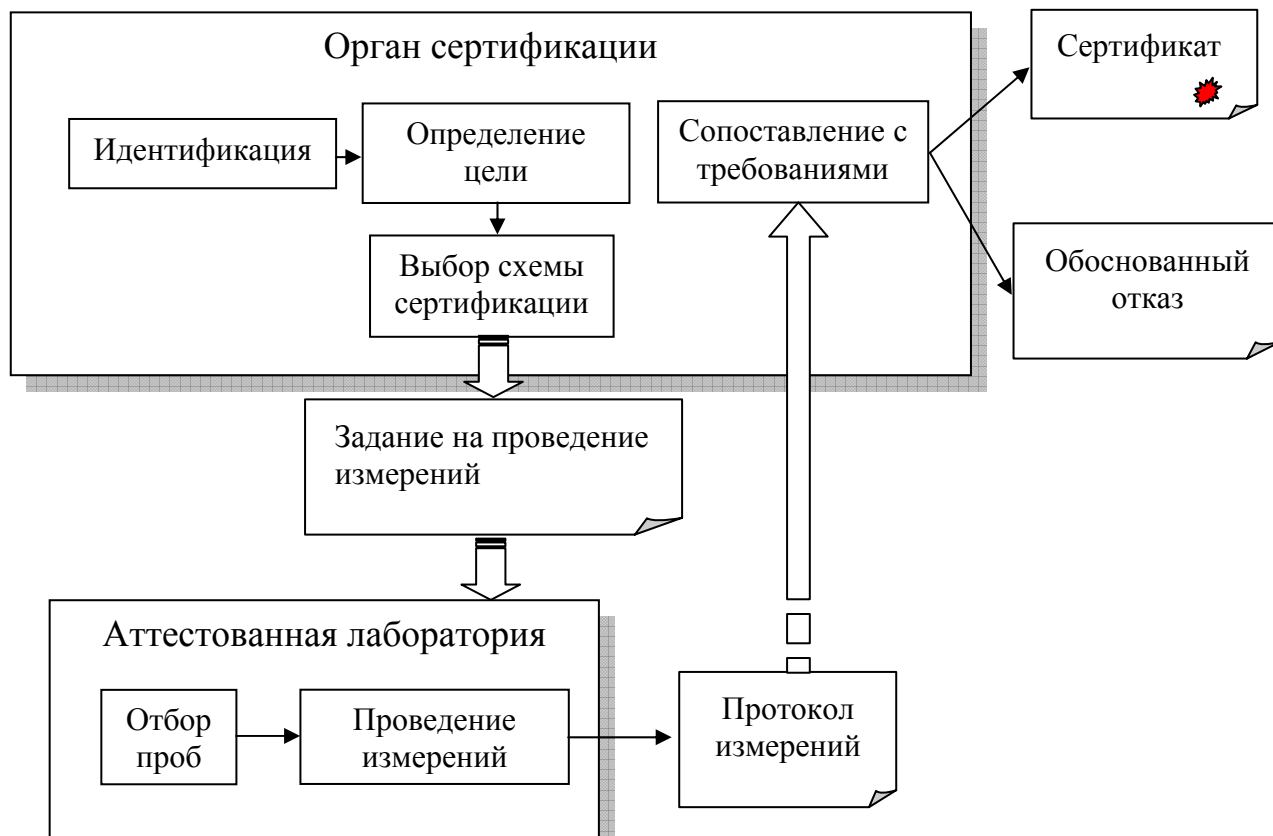 Орган сертификации
Идентификация
Определение
цели
Выбор схемы
сертификации
Сопоставление с
требованиями
Сертификат
Обоснованный
отказ
Задание на проведение
измерений
Аттестованная лаборатория
Отбор
проб
Проведение
измерений
Протокол
измерений